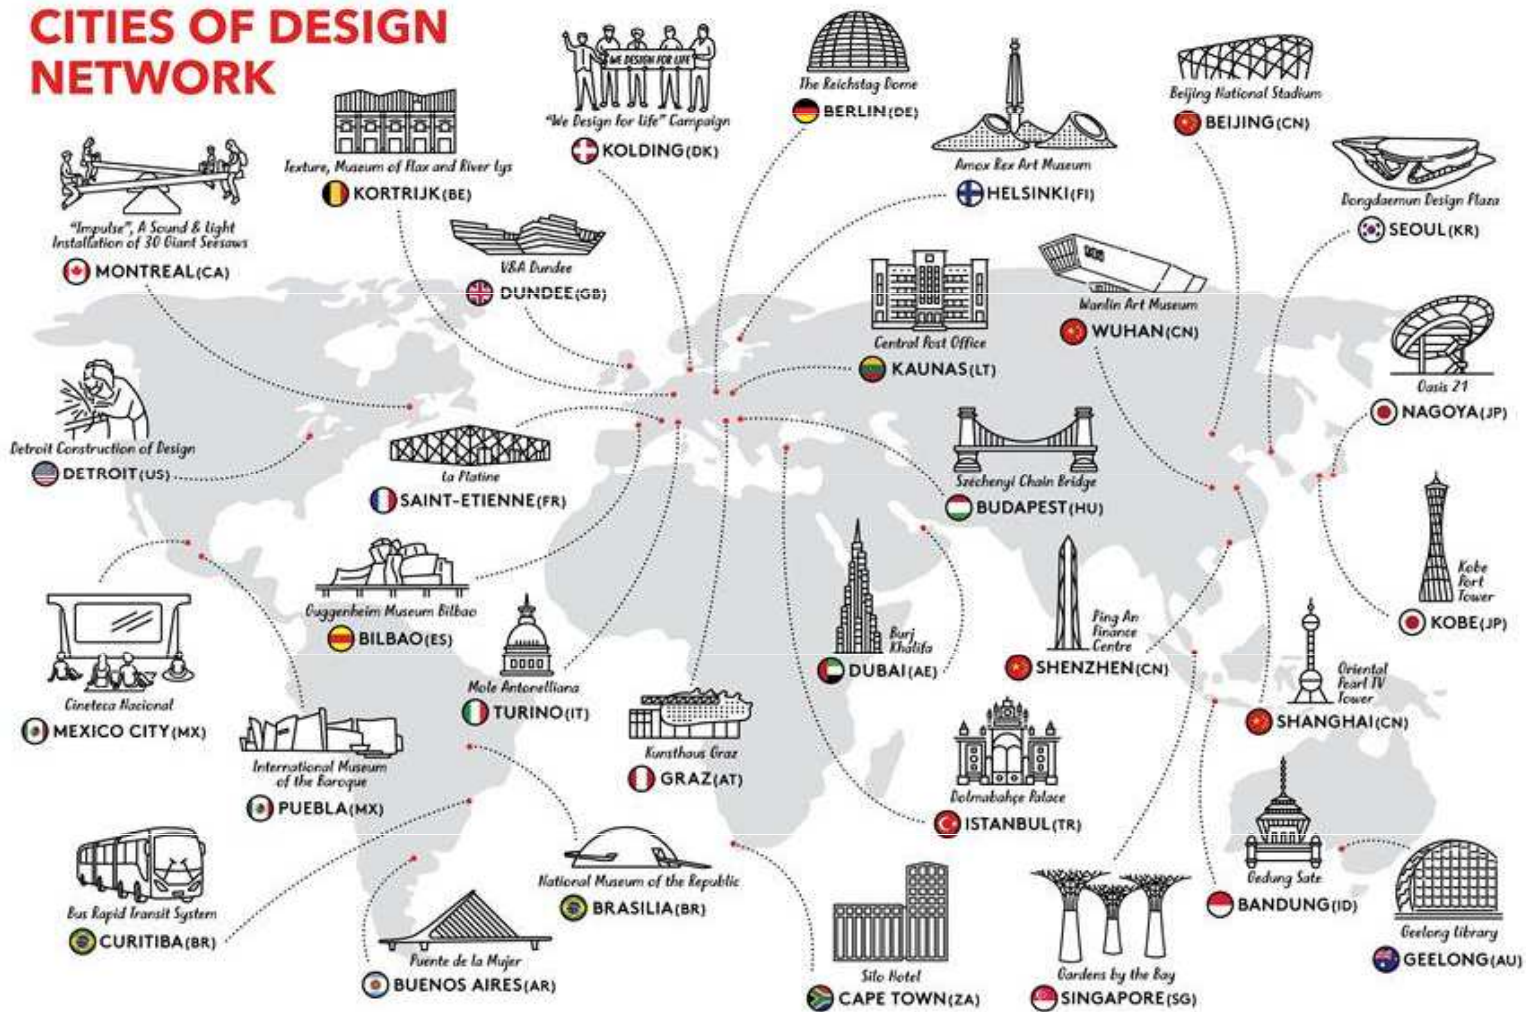 CITIES OF DESIGN
NETWORK
"Impulse", A Sound & Light
Installation of 30 Giant Seesaws
MONTREAL(CA)
Texture, Museum of Flax and River Lys
KORTRIJK(BE)
WE DESIGN FOR LIFE
"We Design for Life" Campaign
KOLDING(DK)
The Reichstag Dome
BERLIN(DE)
Amox Rex Art Museum
HELSINKI(FI)
Beijing National Stadium
BEIJING(CN)
Dongdaemun Design Plaza
SEOUL(KR)
V&A Dundee
DUNDEE(GB)
Central Post Office
KAUNAS(LT)
Wanlin Art Museum
WUHAN(CN)
Oasis 21
NAGOYA(JP)
Detroit Construction of Design
DETROIT(US)
La Platine
SAINT-ETIENNE(FR)
Széchenyi Chain Bridge
BUDAPEST(HU)
Kobe
Port
Tower
KOBE(JP)
Guggenheim Museum Bilbao
BILBAO(ES)
Burj
Khalifa
DUBAI(AE)
Ping An
Finance
Centre
SHENZHEN(CN)
Cineteca Nacional
MEXICO CITY(MX)
Mole Antonelliana
TURINO(IT)
Oriental
Pearl TV
Tower
SHANGHAI(CN)
International Museum
of the Baroque
PUEBLA(MX)
Kunsthaus Graz
GRAZ(AT)
Dolmabahçe Palace
ISTANBUL(TR)
Bus Rapid Transit System
CURITIBA(BR)
National Museum of the Republic
BRASILIA(BR)
Gedung Sate
BANDUNG(ID)
Geelong Library
GEELONG(AU)
Puente de la Mujer
BUENOS AIRES(AR)
Silo Hotel
CAPE TOWN(ZA)
Gardens by the Bay
SINGAPORE(SG)